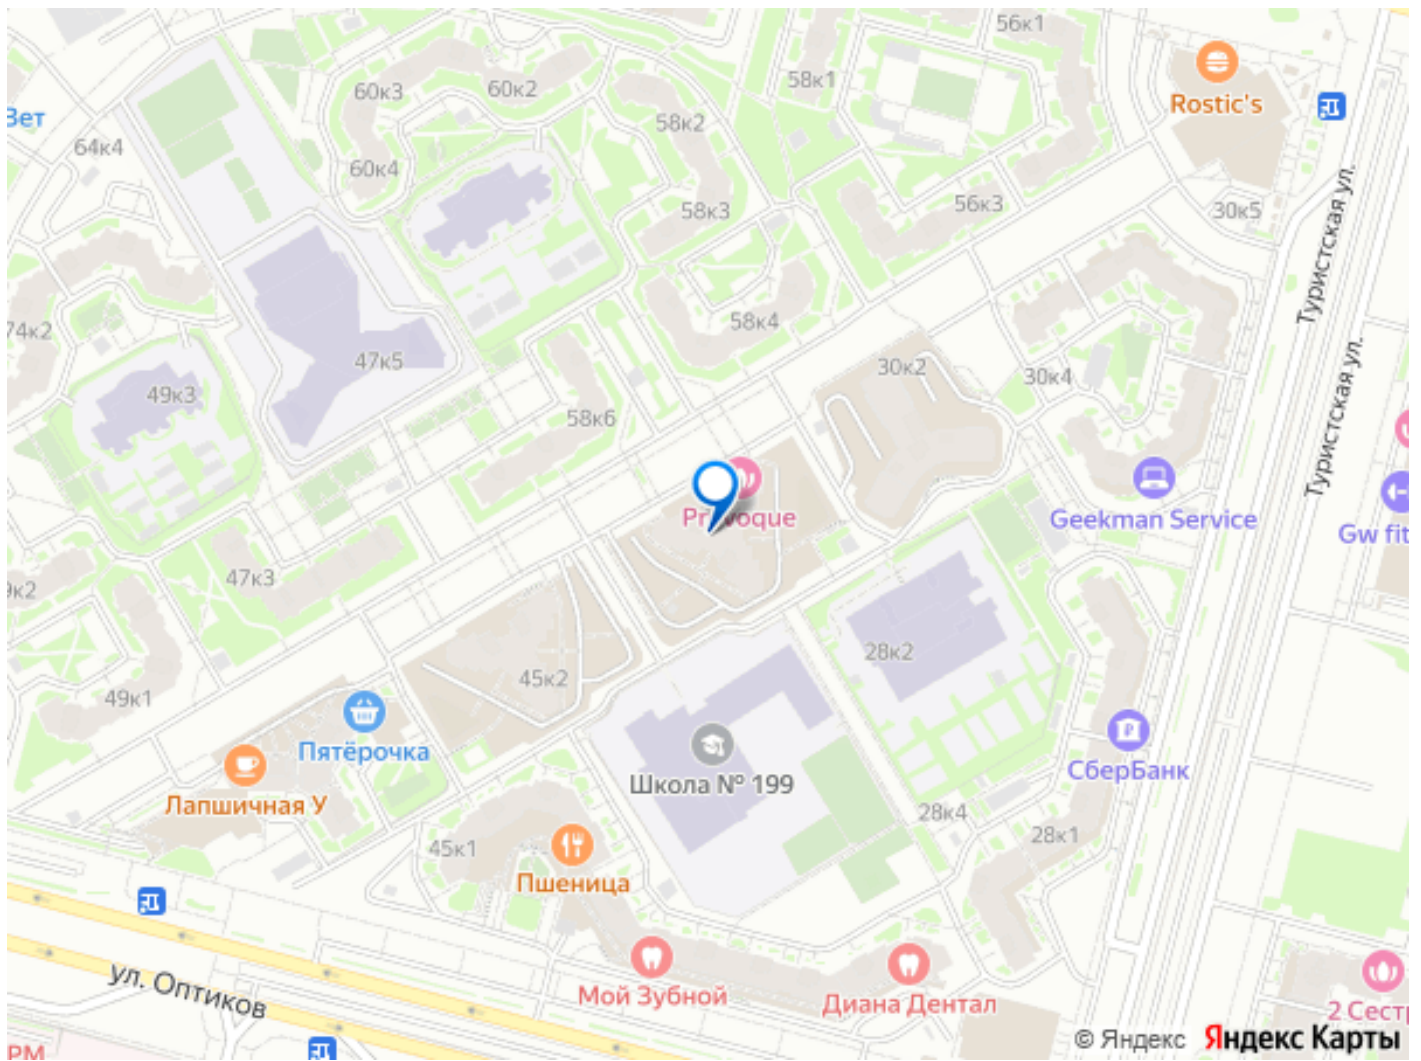 56к1
Rostic's
58к1
60к3
60к2
Вет
64к4
58к2
60к4
58к3
56к3
30к5
Туристская ул.
58к4
74к2
47к5
30к2
30к4
49к3
58к6
Туристская ул.
Geekman Service
Gw fit
47к3
45к2
28к2
49к1
Пятёрочка
Школа № 199
СберБанк
Лапшичная У
28к4
45к1
28к1
Пшеница
ул. Оптиков
Мой Зубной
Диана Дентал
2 Сест
© Яндекс Яндекс Карты
РМ